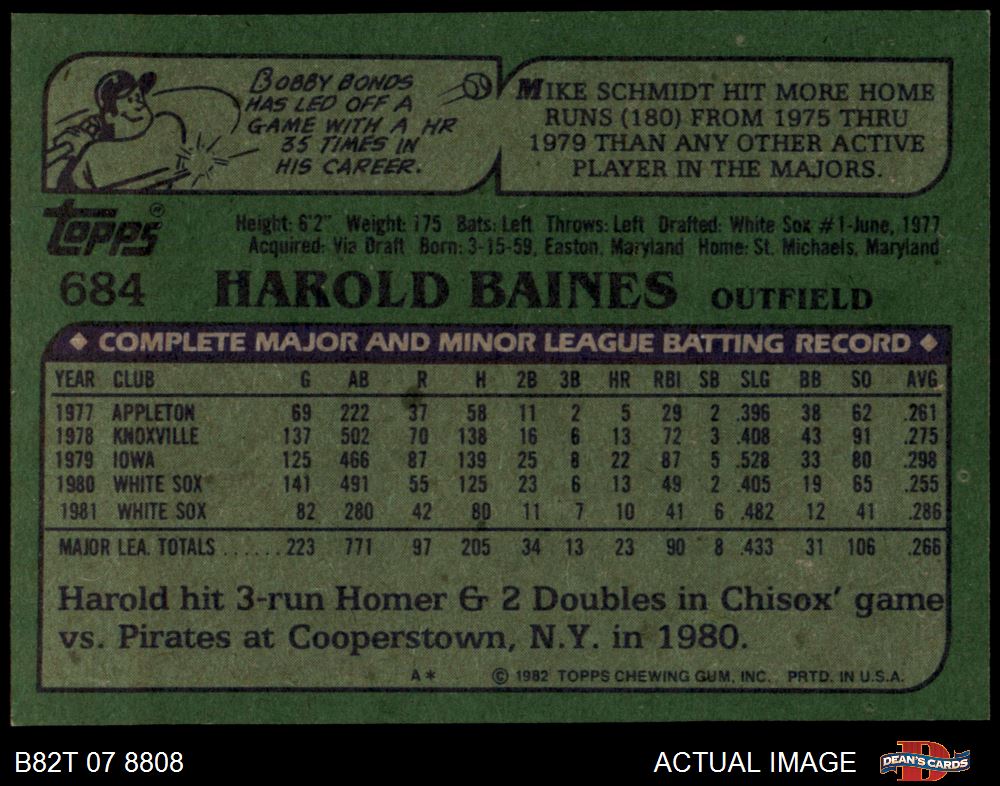 BOBBY BONDS
HAS LED OFF A
GAME WITH A HR
35 TIMES IN
HIS CAREER.
MIKE SCHMIDT HIT MORE HOME
RUNS (180) FROM 1975 THRU
1979 THAN ANY OTHER ACTIVE
PLAYER IN THE MAJORS.
Topps®
Height: 6'2" Weight: 175 Bats: Left Throws: Left Drafted: White Sox #1-June, 1977
Acquired: Via Draft Born: 3-15-59, Easton, Maryland Home: St. Michaels, Maryland
684 HAROLD BAINES OUTFIELD
COMPLETE MAJOR AND MINOR LEAGUE BATTING RECORD
YEAR CLUB G AB R H 2B 3B HR RBI SB SLG BB SO AVG
1977 APPLETON 69 222 37 58 11 2 5 29 2 .396 38 62 .261
1978 KNOXVILLE 137 502 70 138 16 6 13 72 3 .408 43 91 .275
1979 IOWA 125 466 87 139 25 8 22 87 5 .528 33 80 .298
1980 WHITE SOX 141 491 55 125 23 6 13 49 2 .405 19 65 .255
1981 WHITE SOX 82 280 42 80 11 7 10 41 6 .482 12 41 .286
MAJOR LEA. TOTALS ......223 771 97 205 34 13 23 90 8 .433 31 106 .266
Harold hit 3-run Homer & 2 Doubles in Chisox' game
vs. Pirates at Cooperstown, N.Y. in 1980.
A* © 1982 TOPPS CHEWING GUM, INC. PRTD. IN U.S.A.
B82T 07 8808 ACTUAL IMAGE D DEAN'S CARDS